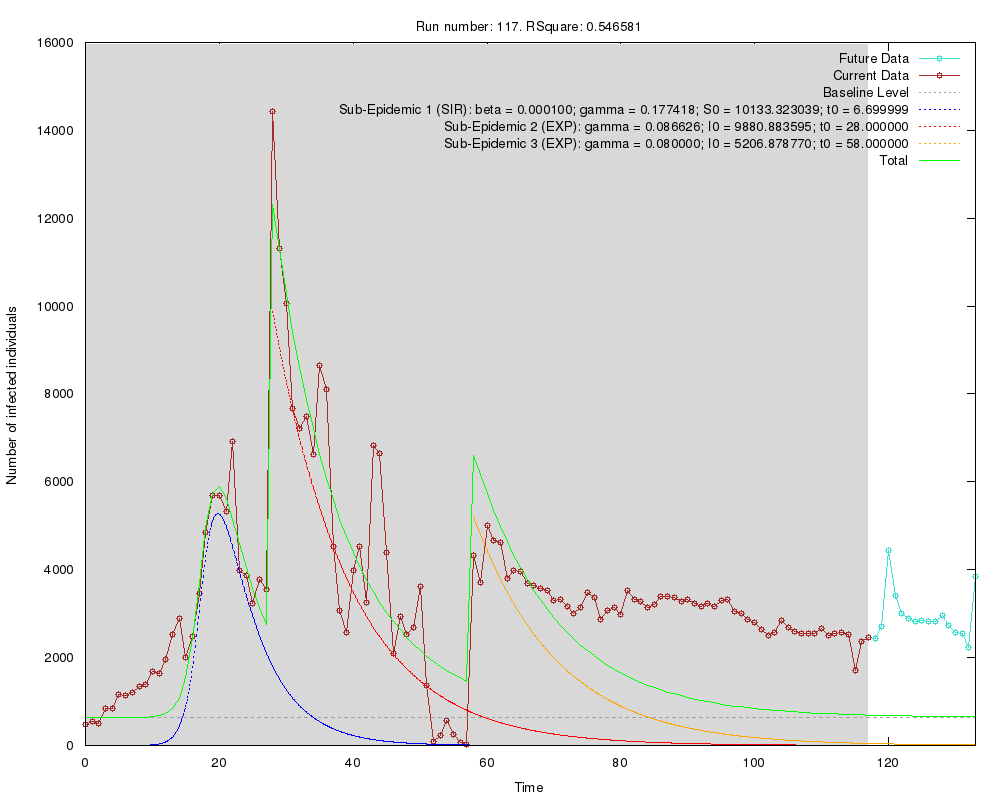 Run number: 117. RSquare: 0.546581
Number of infected individuals
16000
14000
12000
10000
8000
6000
4000
2000
0
Future Data
Current Data
Baseline Level
Sub-Epidemic 1 (SIR): beta = 0.000100; gamma = 0.177418; S0 = 10133.323039; t0 = 6.699999
Sub-Epidemic 2 (EXP): gamma = 0.086626; I0 = 9880.883595; t0 = 28.000000
Sub-Epidemic 3 (EXP): gamma = 0.080000; I0 = 5206.878770; t0 = 58.000000
Total
0 20 40 60 80 100 120
Time